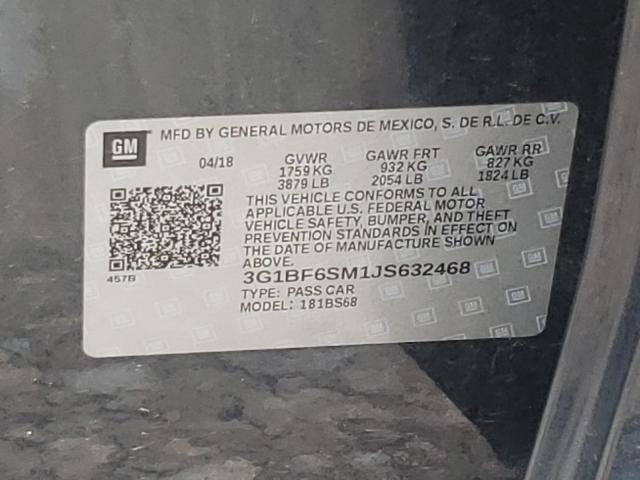 GM MFD BY GENERAL MOTORS DE MEXICO, S. DE R.L. DE C.V.
04/18 GVWR GAWR FRT GAWR RR
1759 KG 932 KG 827 KG
3879 LB 2054 LB 1824 LB
THIS VEHICLE CONFORMS TO ALL
APPLICABLE U.S. FEDERAL MOTOR
VEHICLE SAFETY, BUMPER, AND THEFT
PREVENTION STANDARDS IN EFFECT ON
THE DATE OF MANUFACTURE SHOWN
ABOVE.
457B 3G1BF6SM1JS632468
TYPE: PASS CAR
MODEL: 181BS68